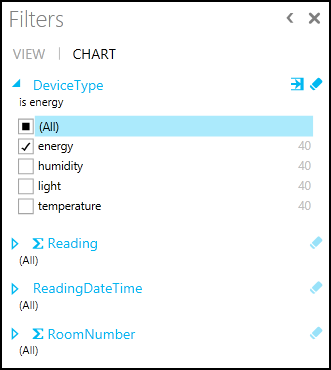 Filters
VIEW | CHART
DeviceType
is energy
(All)
energy 40
humidity 40
light 40
temperature 40
Σ Reading
(All)
ReadingDateTime
(All)
Σ RoomNumber
(All)